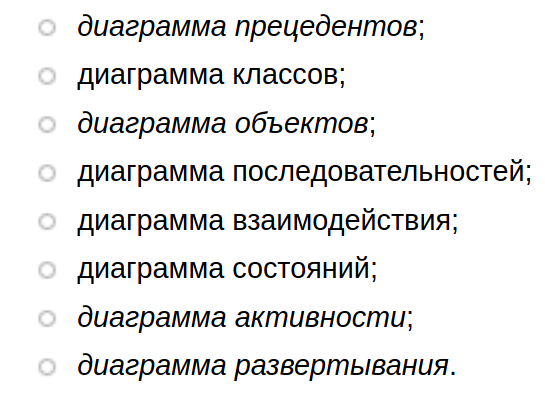 диаграмма прецедентов;
диаграмма классов;
диаграмма объектов;
диаграмма последовательностей;
диаграмма взаимодействия;
диаграмма состояний;
диаграмма активности;
диаграмма развертывания.